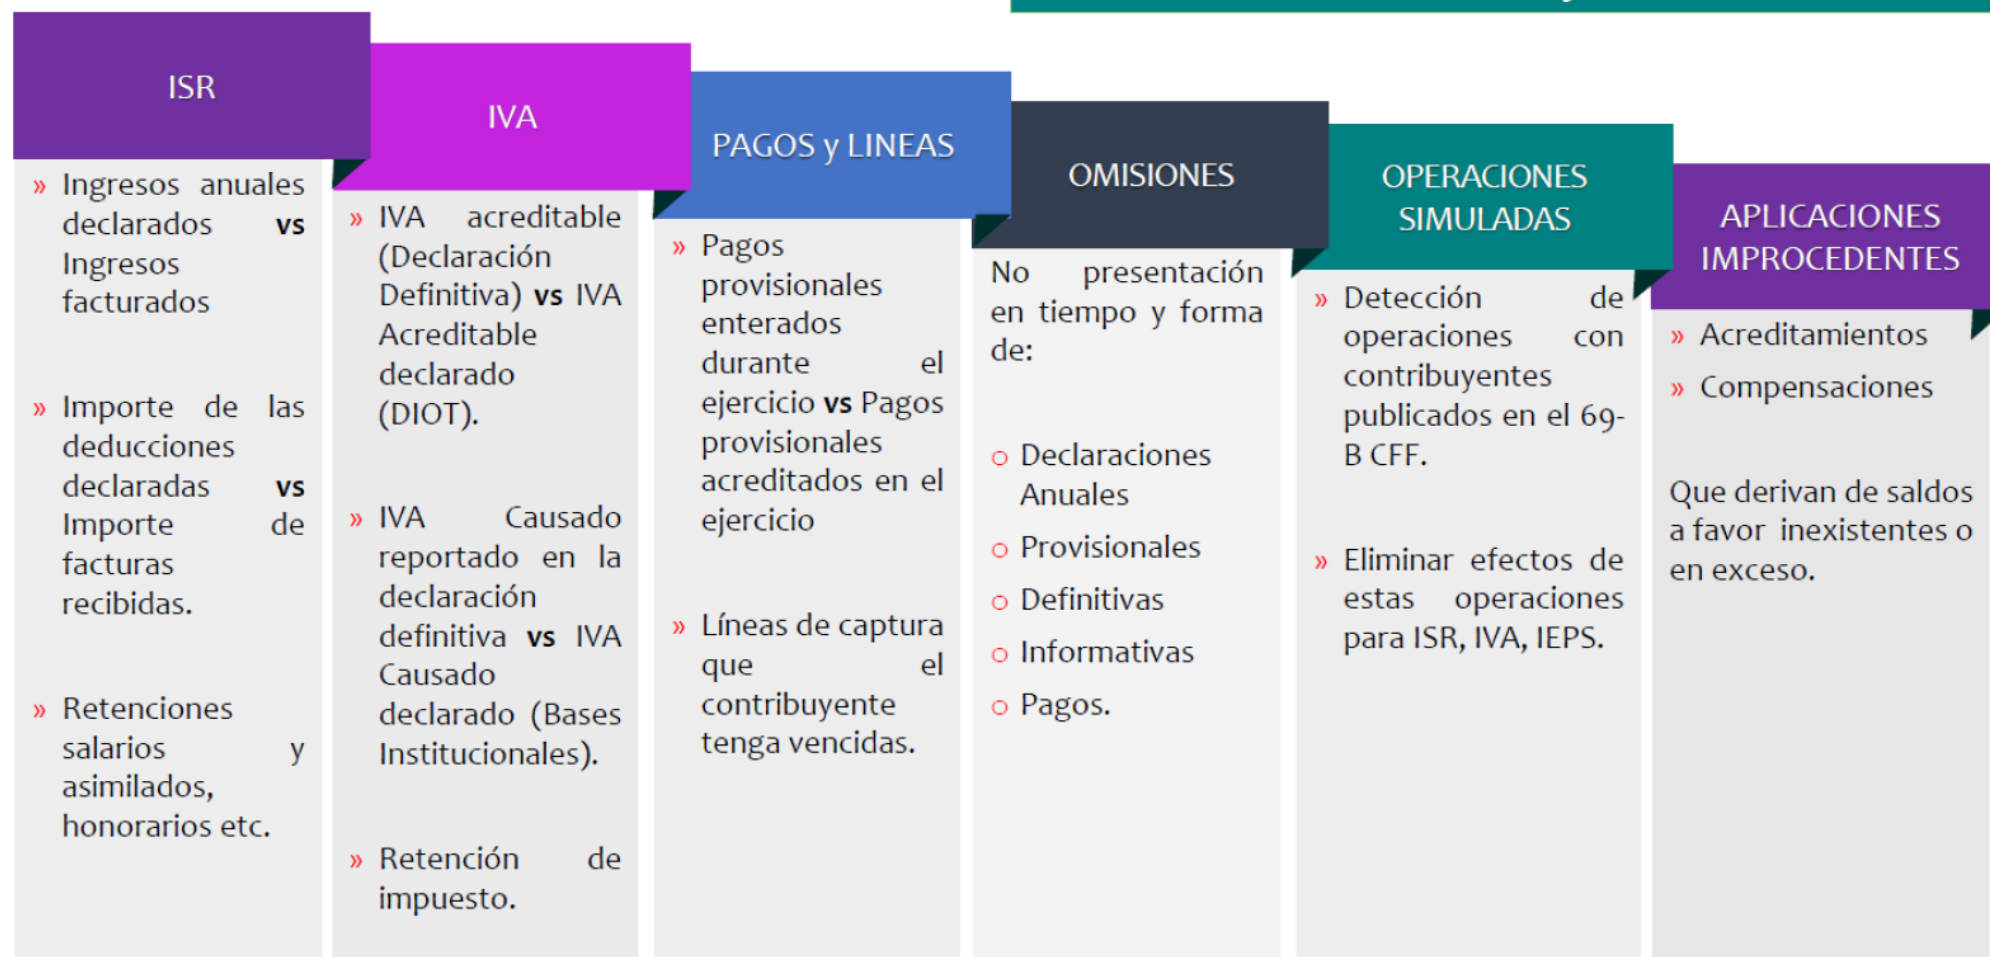 ISR
» Ingresos anuales
declarados vs
Ingresos
facturados
» Importe de las
deducciones
declaradas vs
Importe de
facturas
recibidas.
» Retenciones
salarios y
asimilados,
honorarios etc.
IVA
» IVA acreditable
(Declaración
Definitiva) vs IVA
Acreditable
declarado
(DIOT).
» IVA Causado
reportado en la
declaración
definitiva vs IVA
Causado
declarado (Bases
Institucionales).
» Retención de
impuesto.
PAGOS y LINEAS
» Pagos
provisionales
enterados
durante el
ejercicio vs Pagos
provisionales
acreditados en el
ejercicio
» Líneas de captura
que el
contribuyente
tenga vencidas.
OMISIONES
No presentación
en tiempo y forma
de:
o Declaraciones
Anuales
o Provisionales
o Definitivas
o Informativas
o Pagos.
OPERACIONES
SIMULADAS
» Detección de
operaciones con
contribuyentes
publicados en el 69-
B CFF.
» Eliminar efectos de
estas operaciones
para ISR, IVA, IEPS.
APLICACIONES
IMPROCEDENTES
» Acreditamientos
» Compensaciones
Que derivan de saldos
a favor inexistentes o
en exceso.